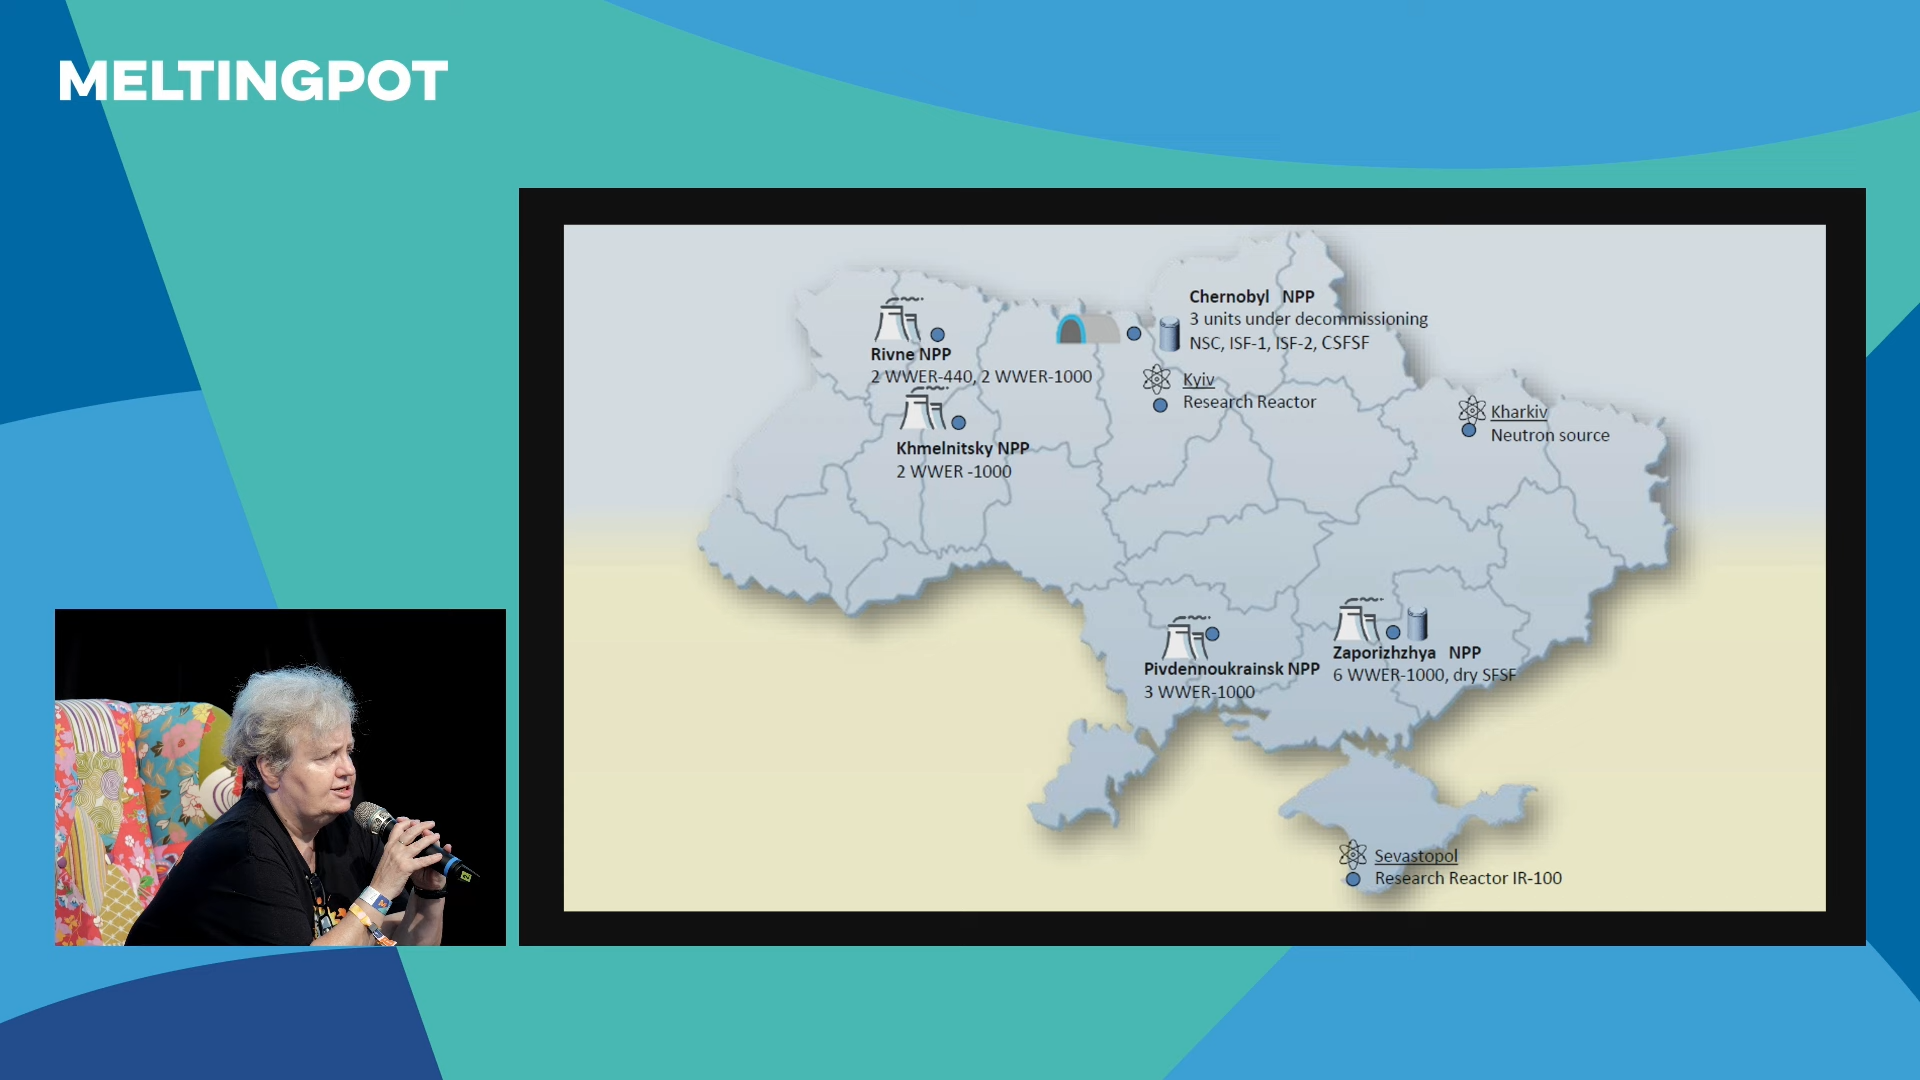 MELTINGPOT
Chernobyl NPP
3 units under decommissioning
NSC, ISF-1, ISF-2, CSFSF
Rivne NPP
2 WWER-440, 2 WWER-1000
Kyiv
Research Reactor
Kharkiv
Neutron source
Khmelnitsky NPP
2 WWER -1000
Pivdennoukrainsk NPP
3 WWER-1000
Zaporizhzhya NPP
6 WWER-1000, dry SFSF
Sevastopol
Research Reactor IR-100